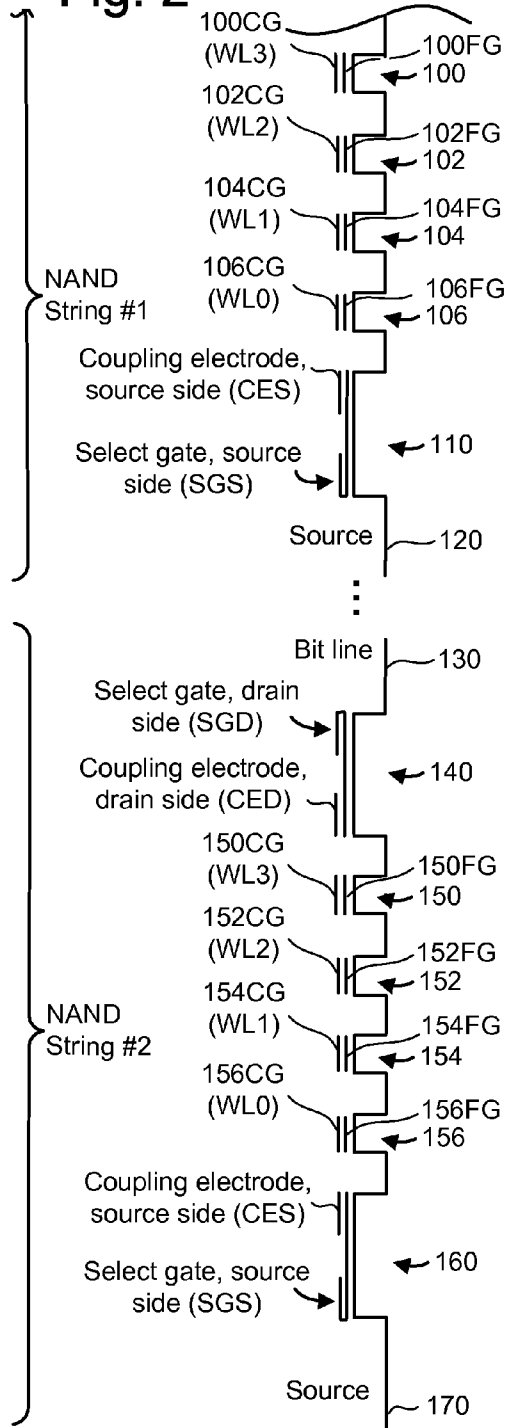 Fig. 2
100CG
(WL3)
100FG
100
102CG
(WL2)
102FG
102
104CG
(WL1)
104FG
104
106CG
(WL0)
106FG
106
NAND
String #1
Coupling electrode,
source side (CES)
110
Select gate, source
side (SGS)
Source
120
Bit line
130
Select gate, drain
side (SGD)
140
Coupling electrode,
drain side (CED)
150CG
(WL3)
150FG
150
152CG
(WL2)
152FG
152
154CG
(WL1)
154FG
154
NAND
String #2
156CG
(WL0)
156FG
156
Coupling electrode,
source side (CES)
160
Select gate, source
side (SGS)
Source
170